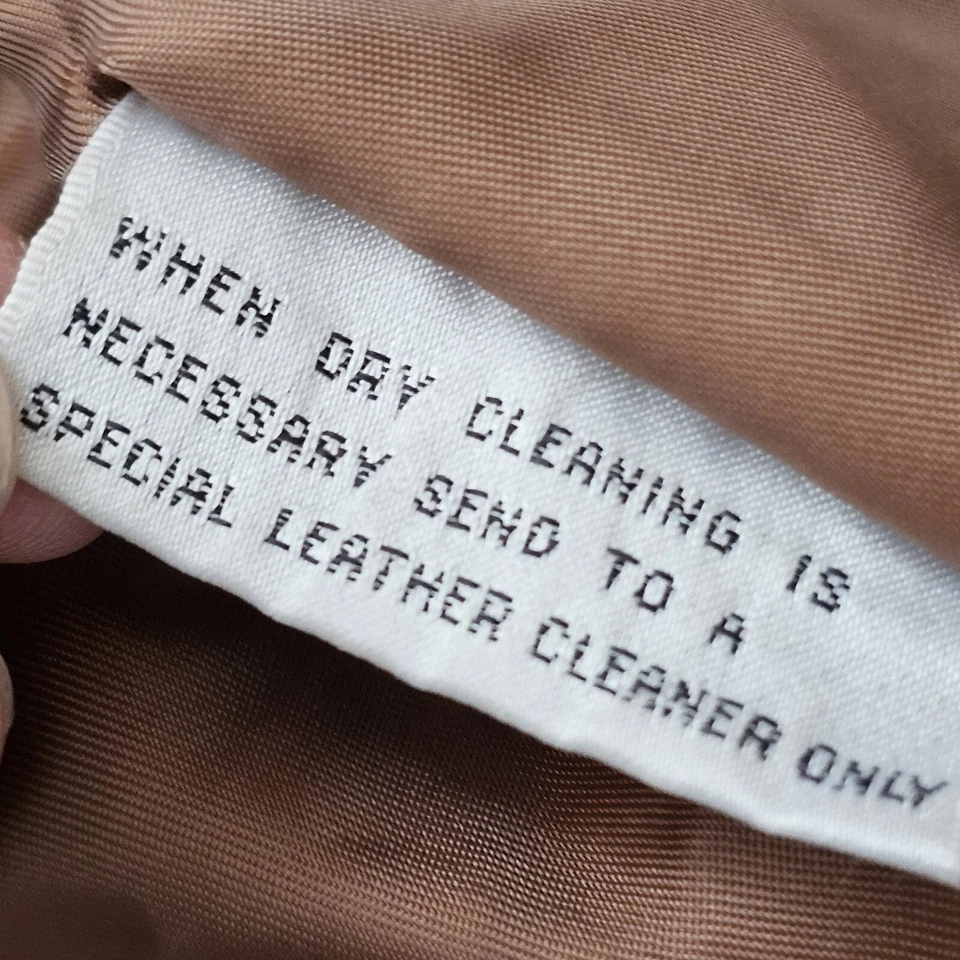 WHEN DRY CLEANING IS
NECESSARY SEND TO A
SPECIAL LEATHER CLEANER ONLY